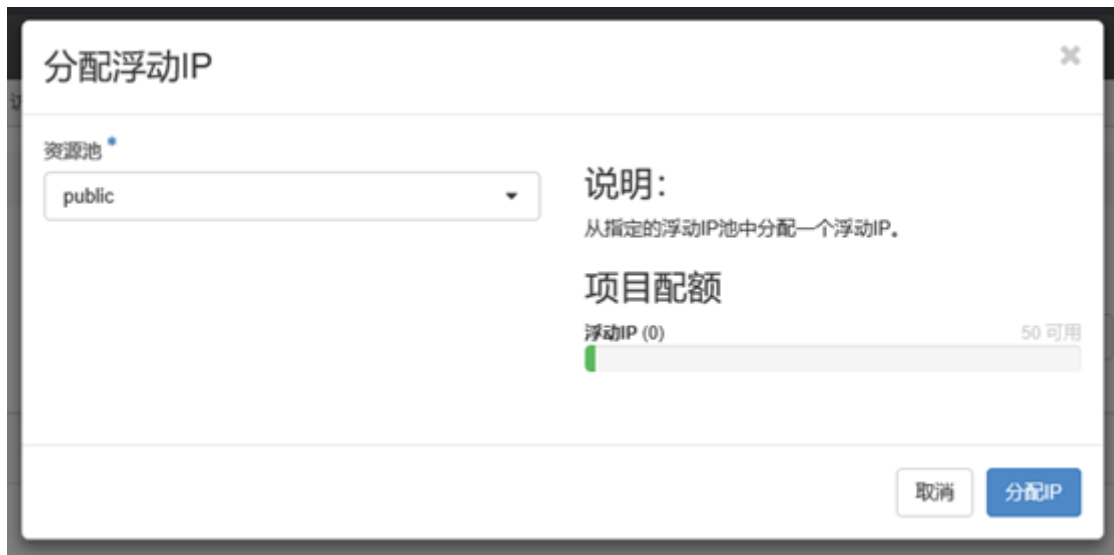 分配浮动IP
资源池
public
说明：
从指定的浮动IP池中分配一个浮动IP。
项目配额
浮动IP (0) 50 可用
取消 分配IP